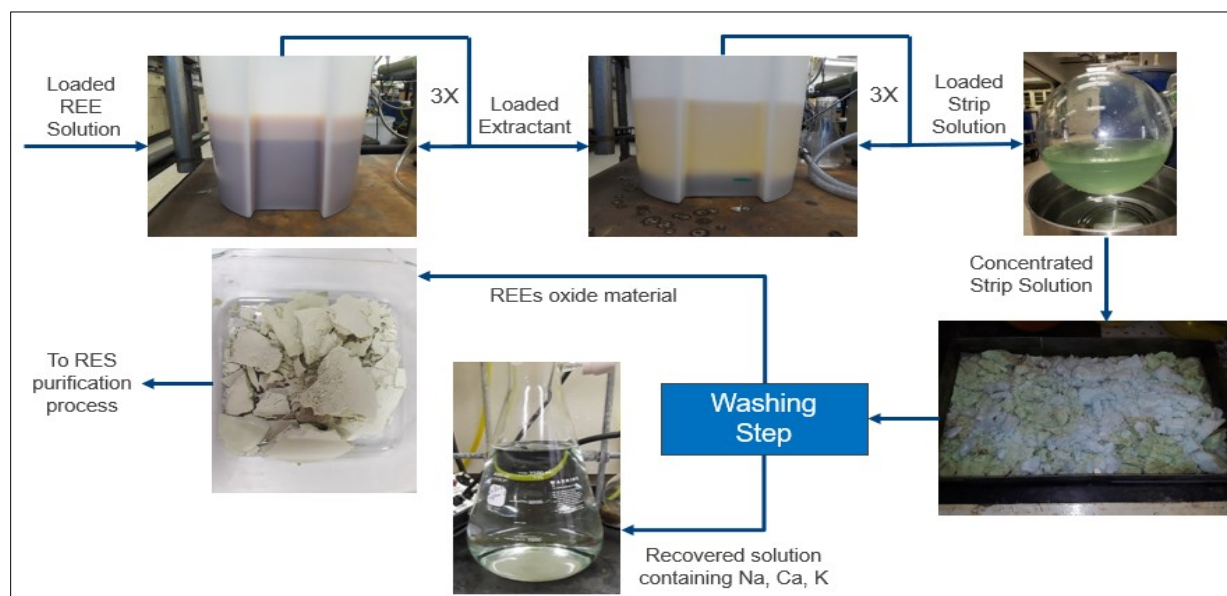 Loaded
REE
Solution
3X
Loaded
Extractant
3X
Loaded
Strip
Solution
Concentrated
Strip Solution
REEs oxide material
To RES
purification
process
Washing
Step
Recovered solution
containing Na, Ca, K